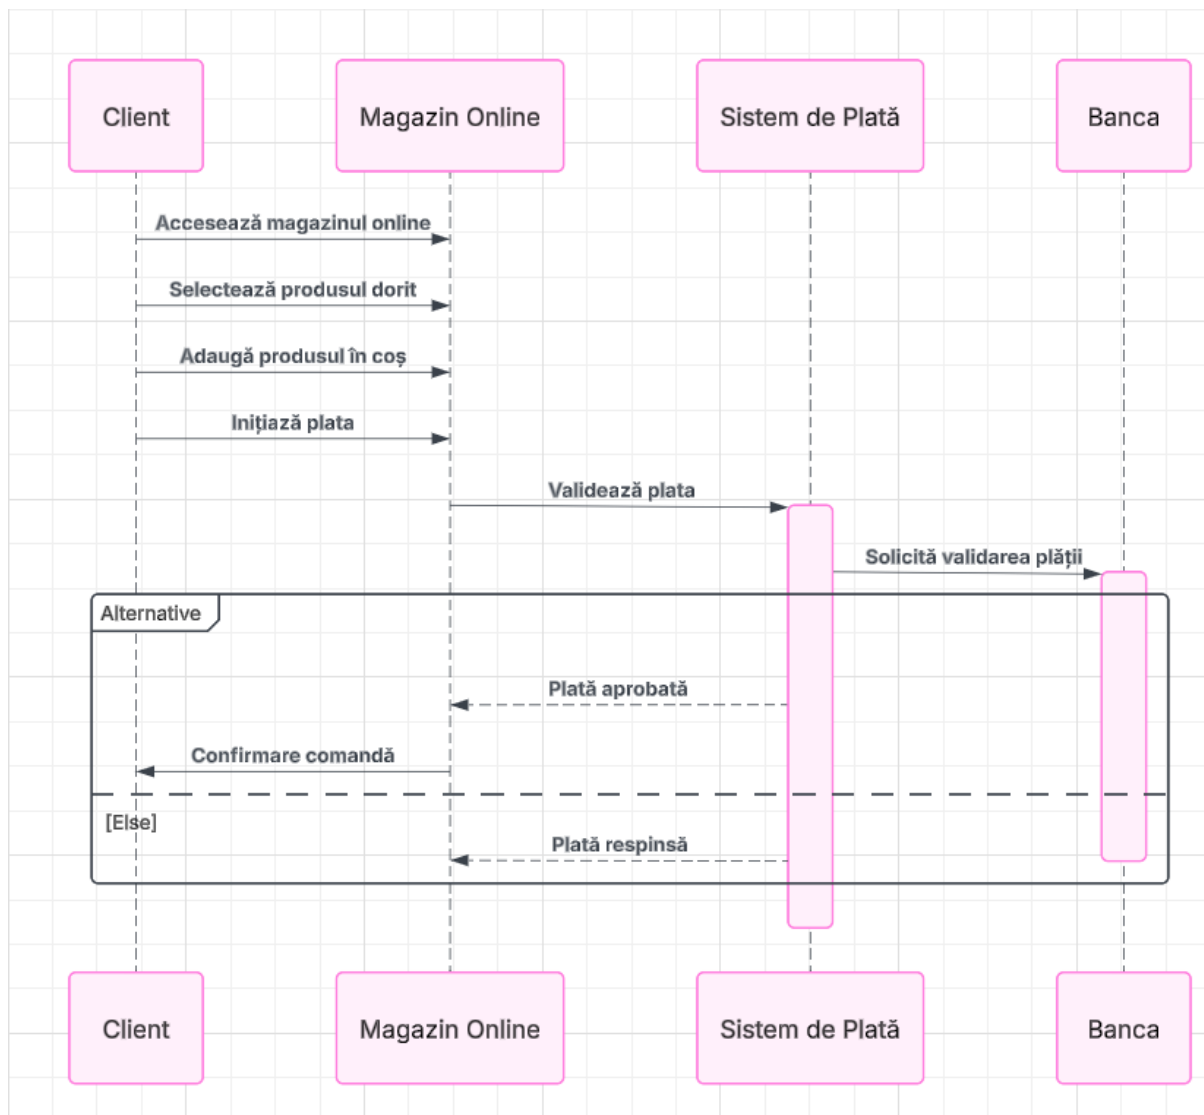 Client
Magazin Online
Sistem de Plată
Banca
Accesează magazinul online
Selectează produsul dorit
Adaugă produsul în coș
Inițiază plata
Validează plata
Solicită validarea plății
Alternative
Plată aprobată
Confirmare comandă
[Else]
Plată respinsă
Client
Magazin Online
Sistem de Plată
Banca